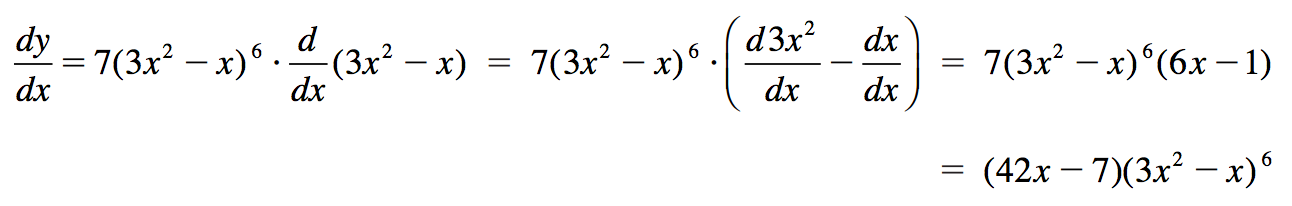 dy/dx = 7(3x² − x)⁶ · d/dx (3x² − x) = 7(3x² − x)⁶ · (d3x²/dx − dx/dx) = 7(3x² − x)⁶(6x − 1)
= (42x − 7)(3x² − x)⁶